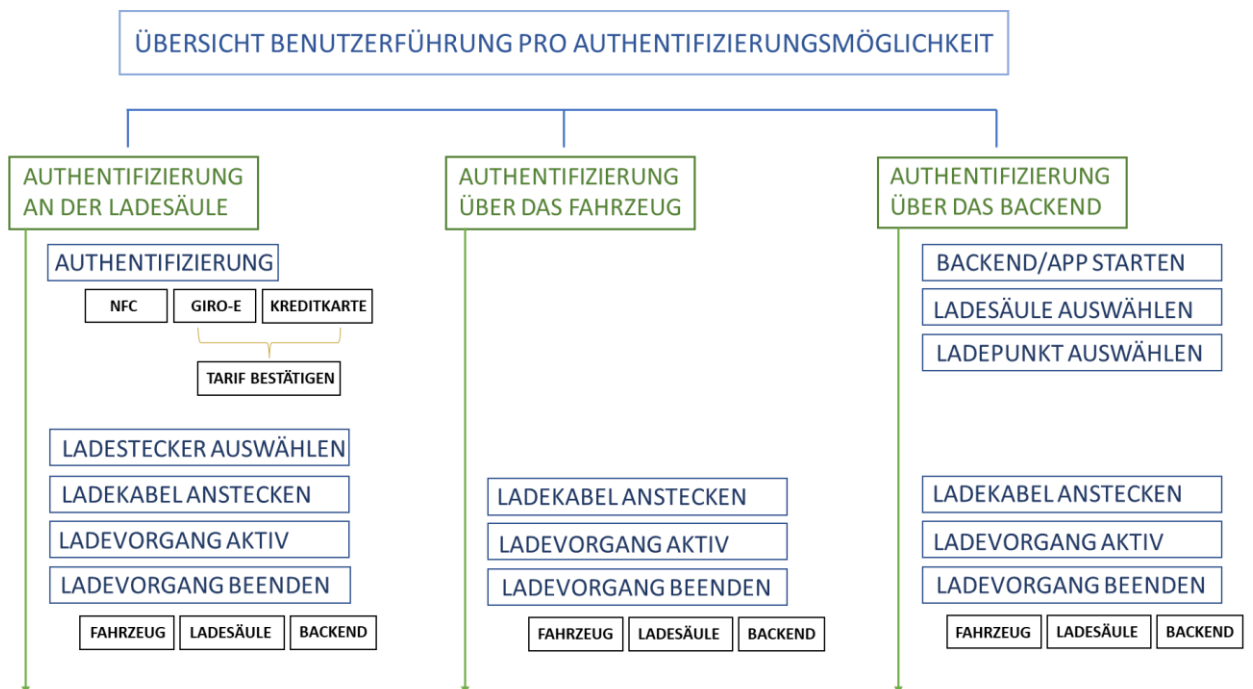 ÜBERSICHT BENUTZERFÜHRUNG PRO AUTHENTIFIZIERUNGSMÖGLICHKEIT
AUTHENTIFIZIERUNG
AN DER LADESÄULE
AUTHENTIFIZIERUNG
NFC
GIRO-E
KREDITKARTE
TARIF BESTÄTIGEN
LADESTECKER AUSWÄHLEN
LADEKABEL ANSTECKEN
LADEVORGANG AKTIV
LADEVORGANG BEENDEN
FAHRZEUG
LADESÄULE
BACKEND
AUTHENTIFIZIERUNG
ÜBER DAS FAHRZEUG
LADEKABEL ANSTECKEN
LADEVORGANG AKTIV
LADEVORGANG BEENDEN
FAHRZEUG
LADESÄULE
BACKEND
AUTHENTIFIZIERUNG
ÜBER DAS BACKEND
BACKEND/APP STARTEN
LADESÄULE AUSWÄHLEN
LADEPUNKT AUSWÄHLEN
LADEKABEL ANSTECKEN
LADEVORGANG AKTIV
LADEVORGANG BEENDEN
FAHRZEUG
LADESÄULE
BACKEND